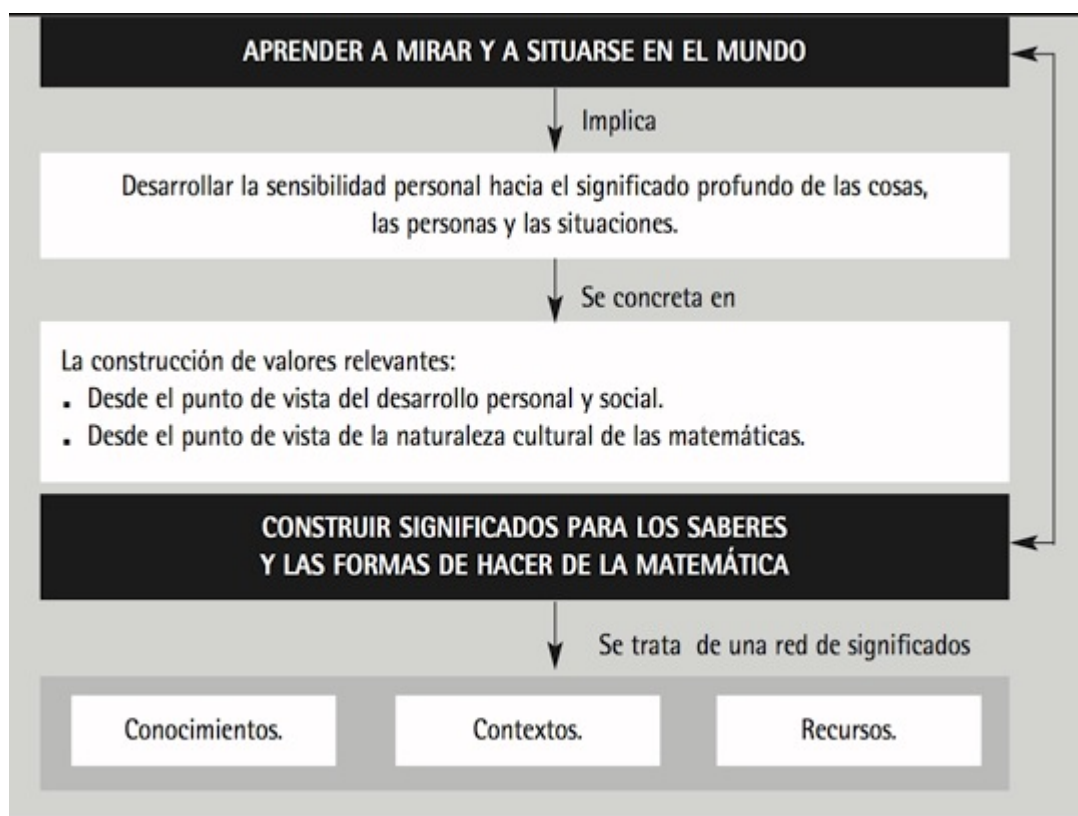 APRENDER A MIRAR Y A SITUARSE EN EL MUNDO
Implica
Desarrollar la sensibilidad personal hacia el significado profundo de las cosas,
las personas y las situaciones.
Se concreta en
La construcción de valores relevantes:
▪ Desde el punto de vista del desarrollo personal y social.
▪ Desde el punto de vista de la naturaleza cultural de las matemáticas.
CONSTRUIR SIGNIFICADOS PARA LOS SABERES
Y LAS FORMAS DE HACER DE LA MATEMÁTICA
Se trata de una red de significados
Conocimientos.
Contextos.
Recursos.